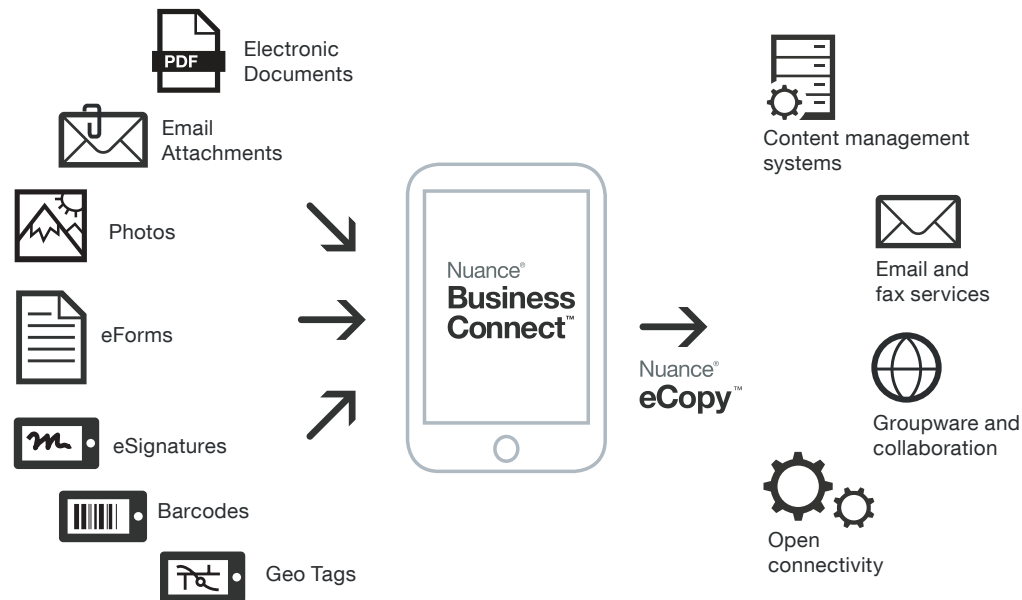 PDF
Electronic
Documents
Email
Attachments
Photos
eForms
eSignatures
Barcodes
Geo Tags
Nuance®
Business
Connect™
Nuance®
eCopy™
Content management
systems
Email and
fax services
Groupware and
collaboration
Open
connectivity